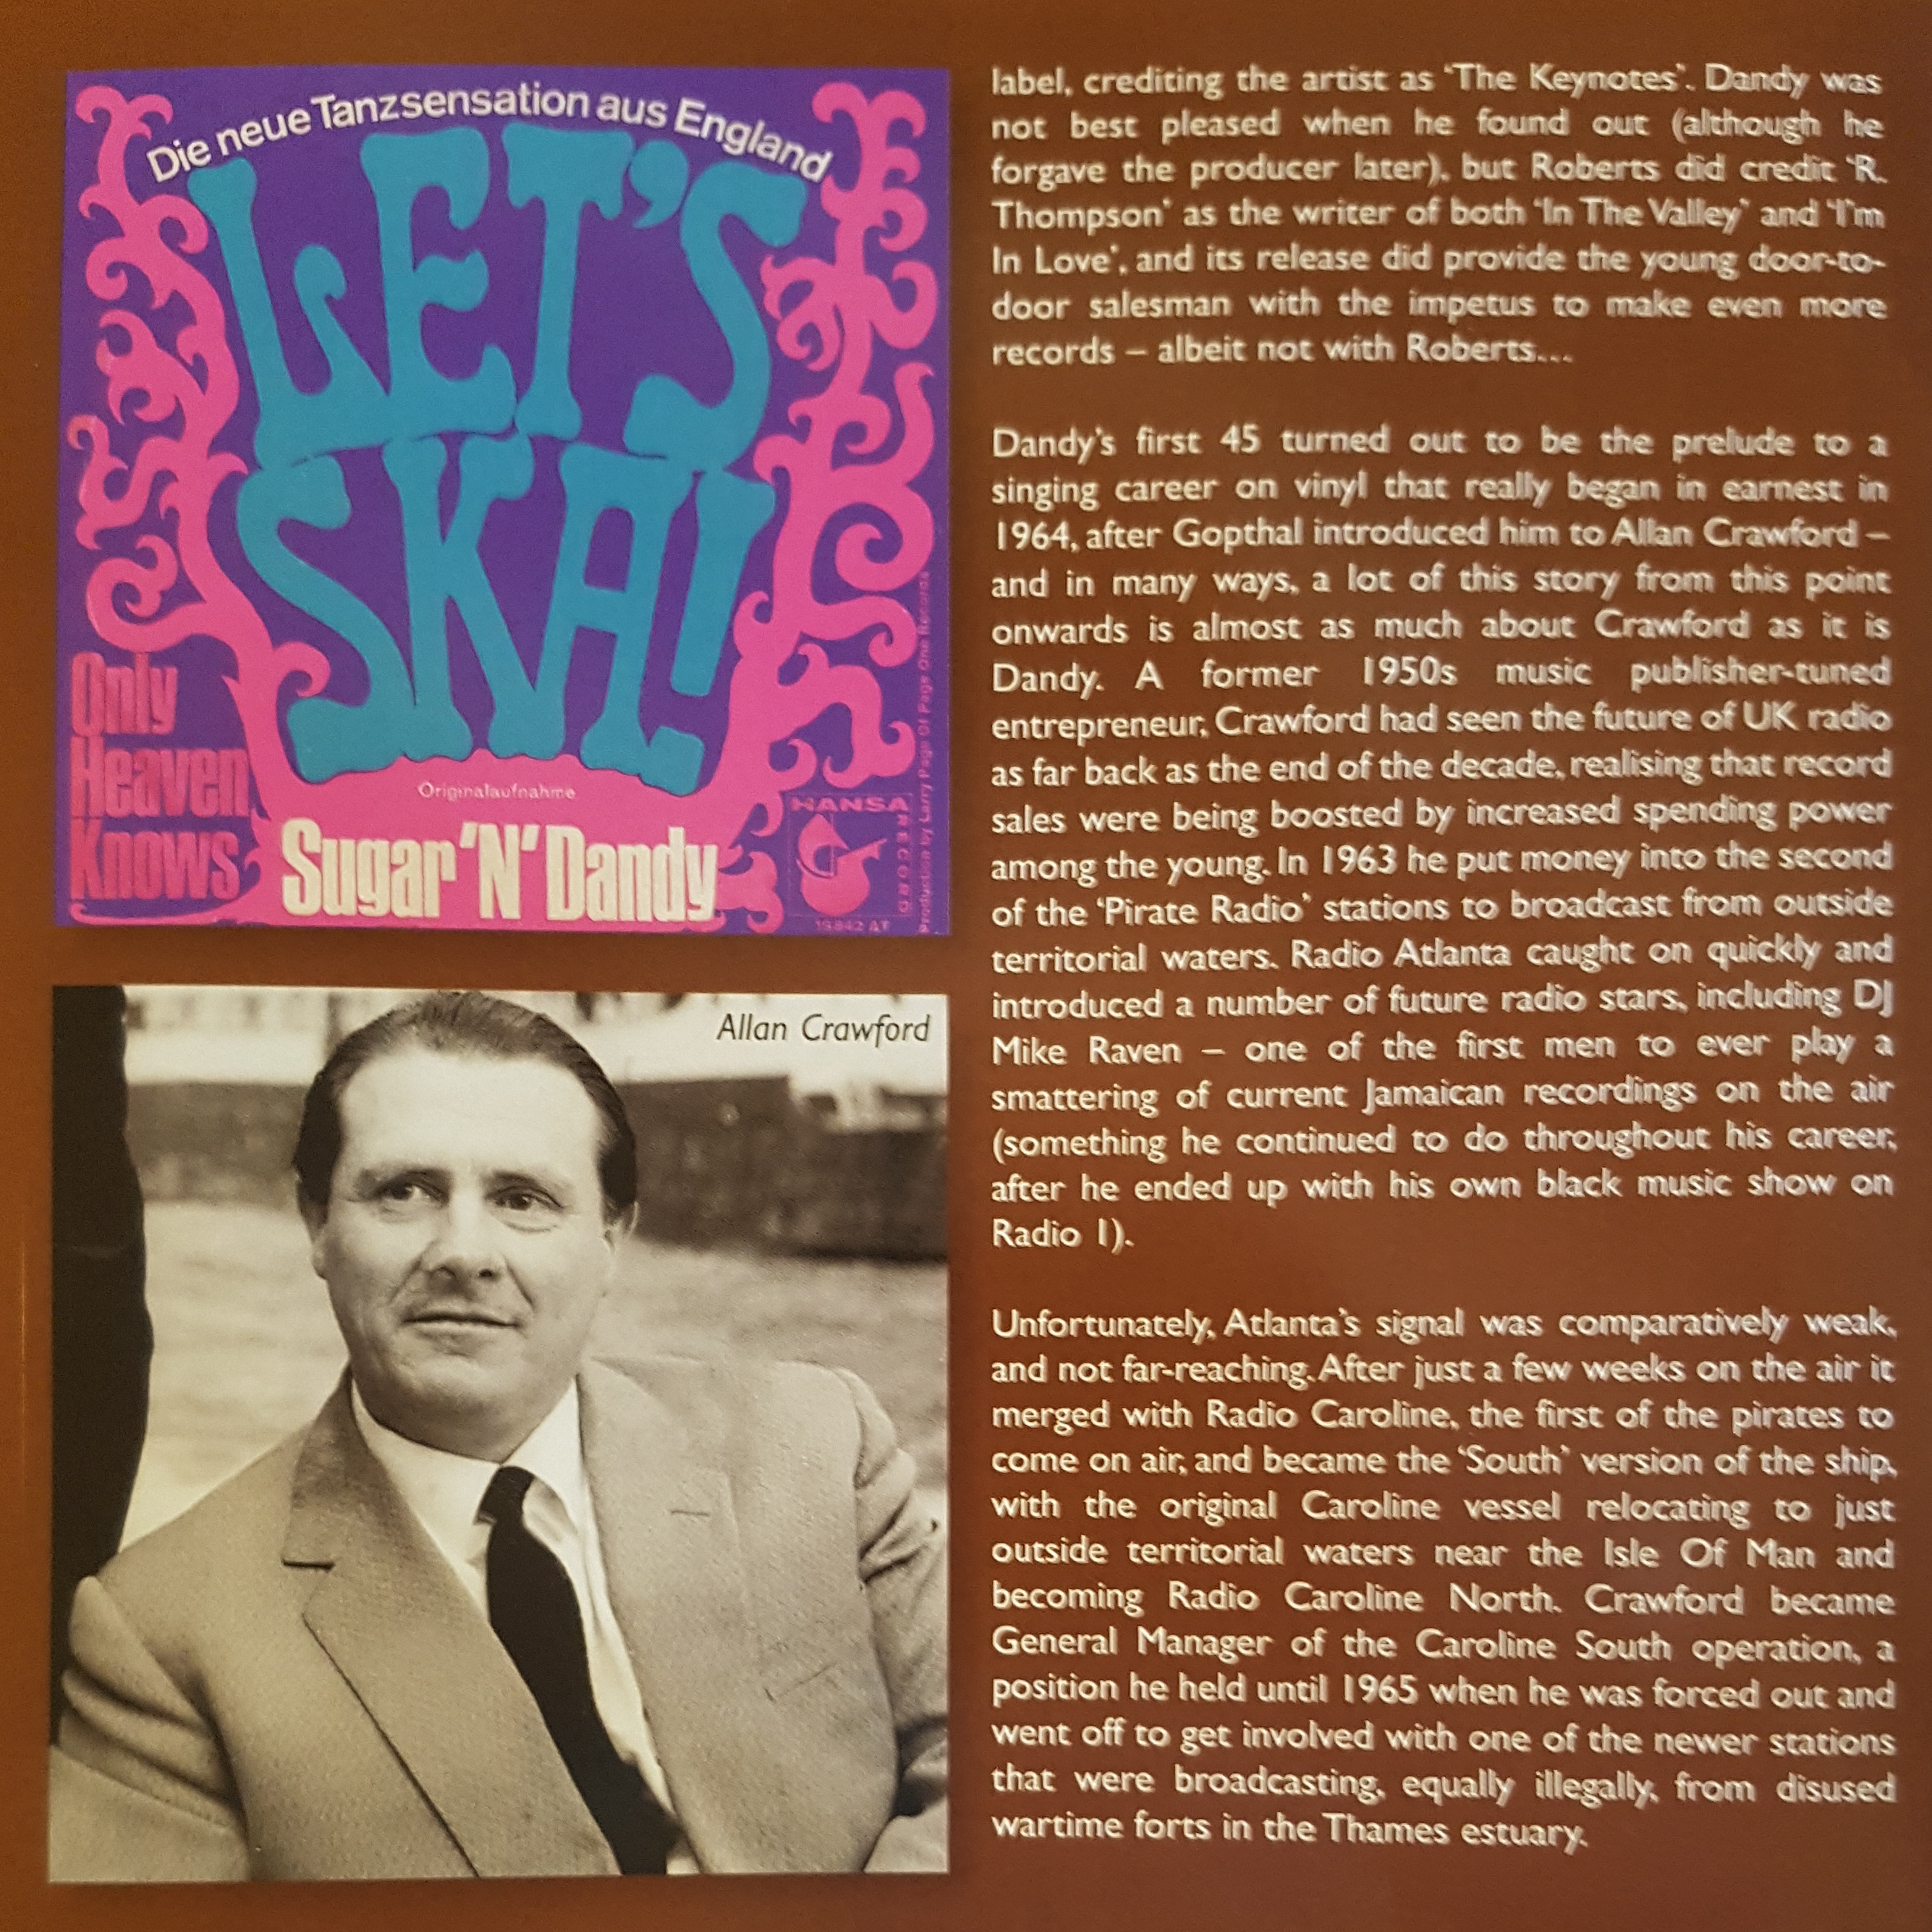 Die neue Tanzsensation aus England
LET'S
SKA!
Only
Heaven
Knows
Originalaufnahme
Sugar 'N' Dandy
HANSA
RECORD
19 842 AT
Production by Larry Page Of Page One Records
Allan Crawford
label, crediting the artist as 'The Keynotes'. Dandy was
not best pleased when he found out (although he
forgave the producer later), but Roberts did credit 'R.
Thompson' as the writer of both 'In The Valley' and 'I'm
In Love', and its release did provide the young door-to-
door salesman with the impetus to make even more
records – albeit not with Roberts...
Dandy's first 45 turned out to be the prelude to a
singing career on vinyl that really began in earnest in
1964, after Gopthal introduced him to Allan Crawford –
and in many ways, a lot of this story from this point
onwards is almost as much about Crawford as it is
Dandy. A former 1950s music publisher-tuned
entrepreneur, Crawford had seen the future of UK radio
as far back as the end of the decade, realising that record
sales were being boosted by increased spending power
among the young. In 1963 he put money into the second
of the 'Pirate Radio' stations to broadcast from outside
territorial waters. Radio Atlanta caught on quickly and
introduced a number of future radio stars, including DJ
Mike Raven – one of the first men to ever play a
smattering of current Jamaican recordings on the air
(something he continued to do throughout his career,
after he ended up with his own black music show on
Radio 1).
Unfortunately, Atlanta's signal was comparatively weak,
and not far-reaching. After just a few weeks on the air it
merged with Radio Caroline, the first of the pirates to
come on air, and became the 'South' version of the ship,
with the original Caroline vessel relocating to just
outside territorial waters near the Isle Of Man and
becoming Radio Caroline North. Crawford became
General Manager of the Caroline South operation, a
position he held until 1965 when he was forced out and
went off to get involved with one of the newer stations
that were broadcasting, equally illegally, from disused
wartime forts in the Thames estuary.